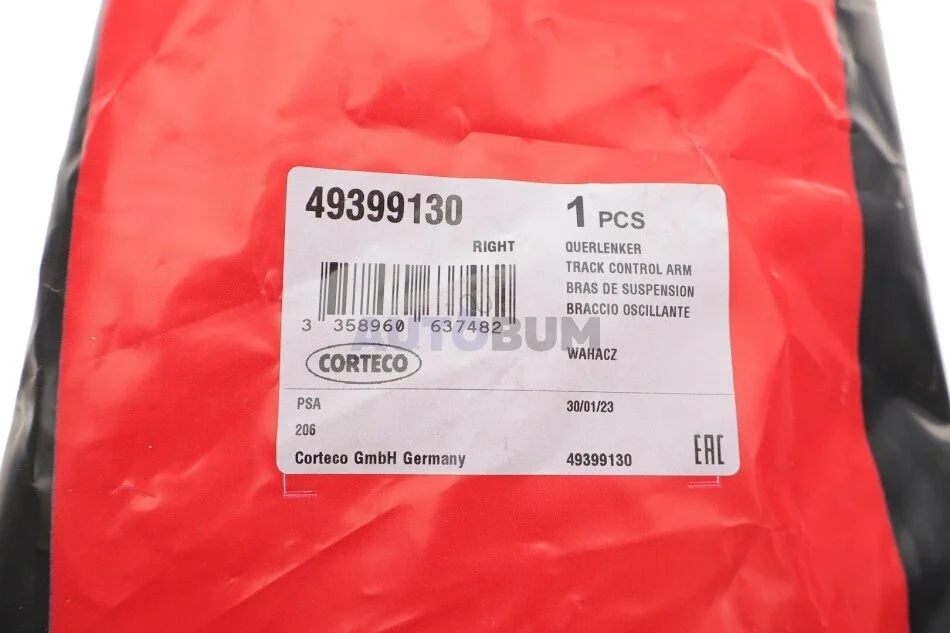 49399130
1 PCS
RIGHT
QUERLENKER
TRACK CONTROL ARM
BRAS DE SUSPENSION
BRACCIO OSCILLANTE
3 358960 637482
AUTOBUM
WAHACZ
CORTECO
PSA
30/01/23
206
Corteco GmbH Germany
49399130
EAC